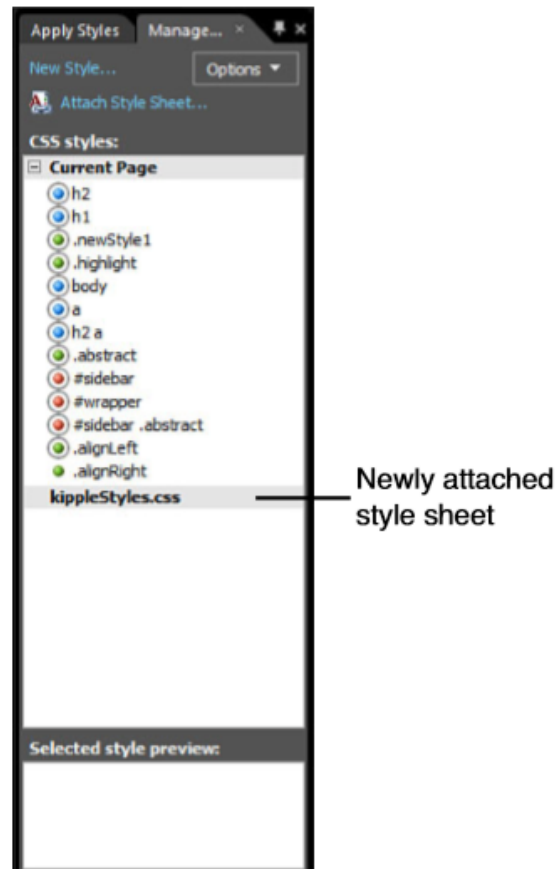 Apply Styles Manage... ×
New Style... Options
Attach Style Sheet...
CSS styles:
Current Page
h2
h1
.newStyle1
.highlight
body
a
h2 a
.abstract
#sidebar
#wrapper
#sidebar .abstract
.alignLeft
.alignRight
kippleStyles.css
Newly attached
style sheet
Selected style preview: